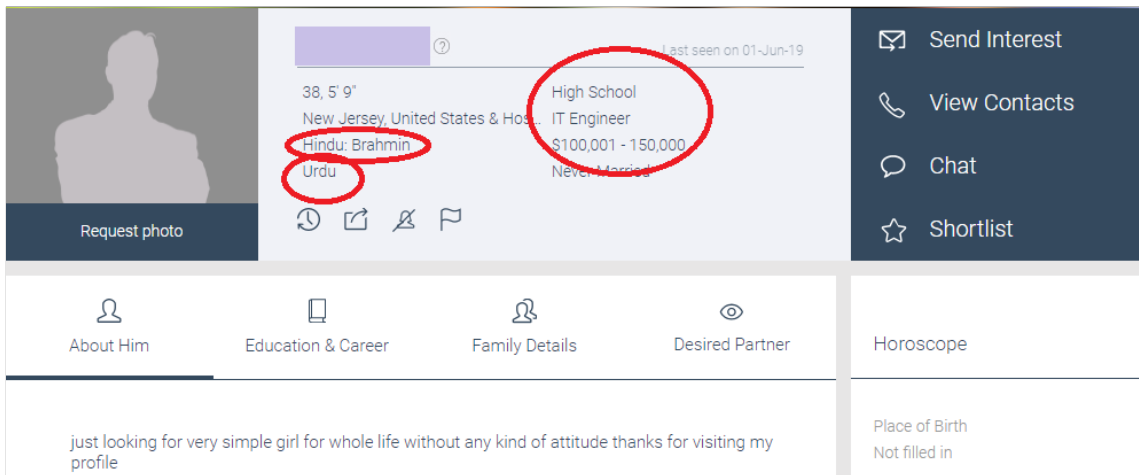 Last seen on 01-Jun-19
38, 5' 9"
High School
New Jersey, United States & Hos...
IT Engineer
Hindu: Brahmin
$100,001 - 150,000
Urdu
Never Married
Request photo
Send Interest
View Contacts
Chat
Shortlist
About Him
Education & Career
Family Details
Desired Partner
Horoscope
just looking for very simple girl for whole life without any kind of attitude thanks for visiting my
profile
Place of Birth
Not filled in